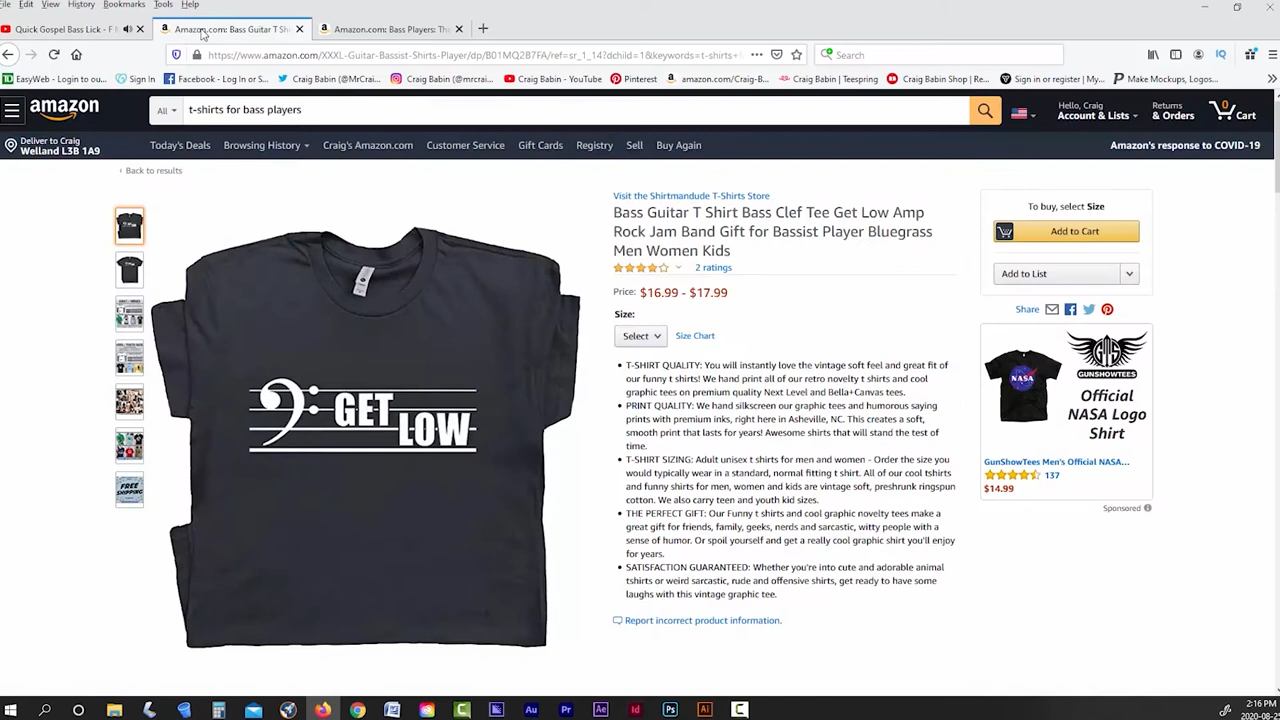 File Edit View History Bookmarks Tools Help
Quick Gospel Bass Lick - F M
Amazon.com: Bass Guitar T Shi
Amazon.com: Bass Players: The
https://www.amazon.com/XXXL-Guitar-Bassist-Shirts-Player/dp/B01MQ2B7FA/ref=sr_1_14?dchild=1&keywords=t-shirts+f
Search
EasyWeb - Login to ou...
Sign In
Facebook - Log In or S...
Craig Babin (@MrCrai...
Craig Babin (@mrcrai...
Craig Babin - YouTube
Pinterest
amazon.com/Craig-B...
Craig Babin | Teespring
Craig Babin Shop | Re...
Sign in or register | My...
Make Mockups, Logos...
amazon
All
t-shirts for bass players
Hello, Craig
Account & Lists
Returns
& Orders
0
Cart
Deliver to Craig
Welland L3B 1A9
Today's Deals
Browsing History
Craig's Amazon.com
Customer Service
Gift Cards
Registry
Sell
Buy Again
Amazon's response to COVID-19
‹ Back to results
GET LOW
FREE
SHIPPING
Visit the Shirtmandude T-Shirts Store
Bass Guitar T Shirt Bass Clef Tee Get Low Amp
Rock Jam Band Gift for Bassist Player Bluegrass
Men Women Kids
2 ratings
Price: $16.99 - $17.99
Size:
Select
Size Chart
• T-SHIRT QUALITY: You will instantly love the vintage soft feel and great fit of
our funny t shirts! We hand print all of our retro novelty t shirts and cool
graphic tees on premium quality Next Level and Bella+Canvas tees.
• PRINT QUALITY: We hand silkscreen our graphic tees and humorous saying
prints with premium inks, right here in Asheville, NC. This creates a soft,
smooth print that lasts for years! Awesome shirts that will stand the test of
time.
• T-SHIRT SIZING: Adult unisex t shirts for men and women - Order the size you
would typically wear in a standard, normal fitting t shirt. All of our cool tshirts
and funny shirts for men, women and kids are vintage soft, preshrunk ringspun
cotton. We also carry teen and youth kid sizes.
• THE PERFECT GIFT: Our Funny t shirts and cool graphic novelty tees make a
great gift for friends, family, geeks, nerds and sarcastic, witty people with a
sense of humor. Or spoil yourself and get a really cool graphic shirt you'll enjoy
for years.
• SATISFACTION GUARANTEED: Whether you're into cute and adorable animal
tshirts or weird sarcastic, rude and offensive shirts, get ready to have some
laughs with this vintage graphic tee.
Report incorrect product information.
To buy, select Size
Add to Cart
Add to List
Share
GUNSHOWTEES
NASA
Official
NASA Logo
Shirt
GunShowTees Men's Official NASA...
137
$14.99
Sponsored
2:16 PM